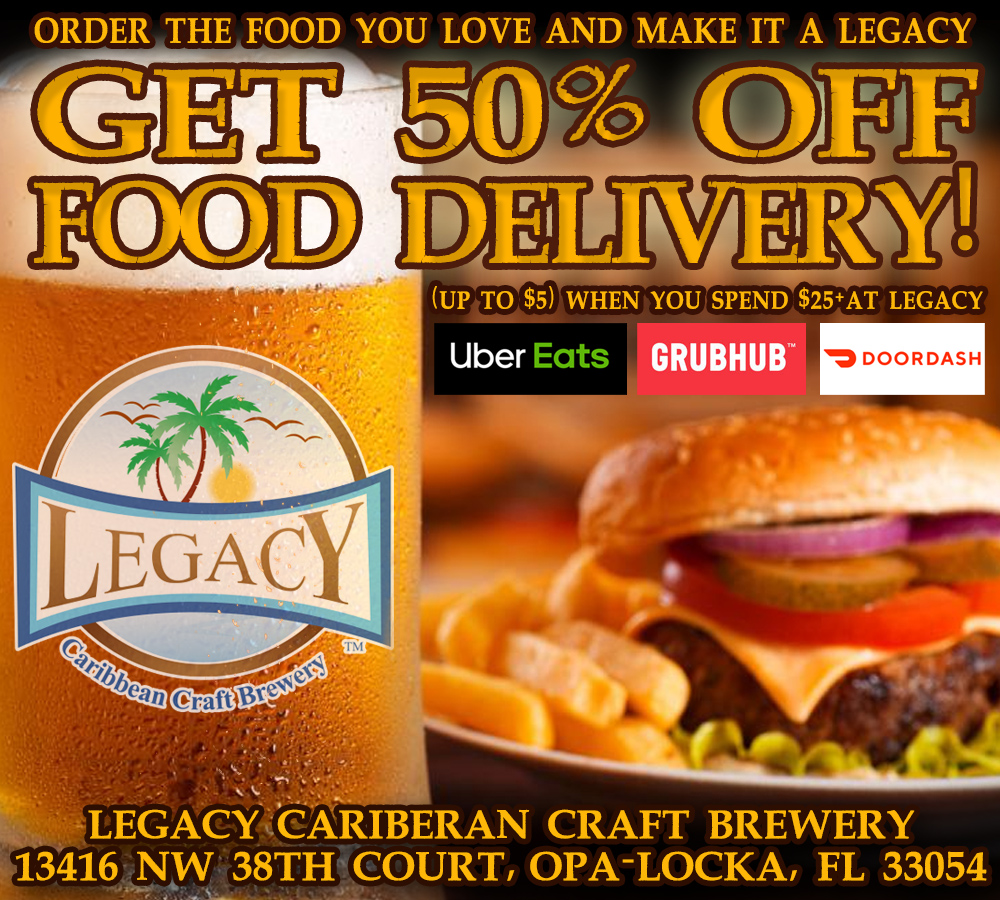 ORDER THE FOOD YOU LOVE AND MAKE IT A LEGACY
GET 50% OFF
FOOD DELIVERY!
(UP TO $5) WHEN YOU SPEND $25+AT LEGACY
Uber Eats GRUBHUB™ DOORDASH
LEGACY
TM
Caribbean Craft Brewery
LEGACY CARIBERAN CRAFT BREWERY
13416 NW 38TH COURT, OPA-LOCKA, FL 33054